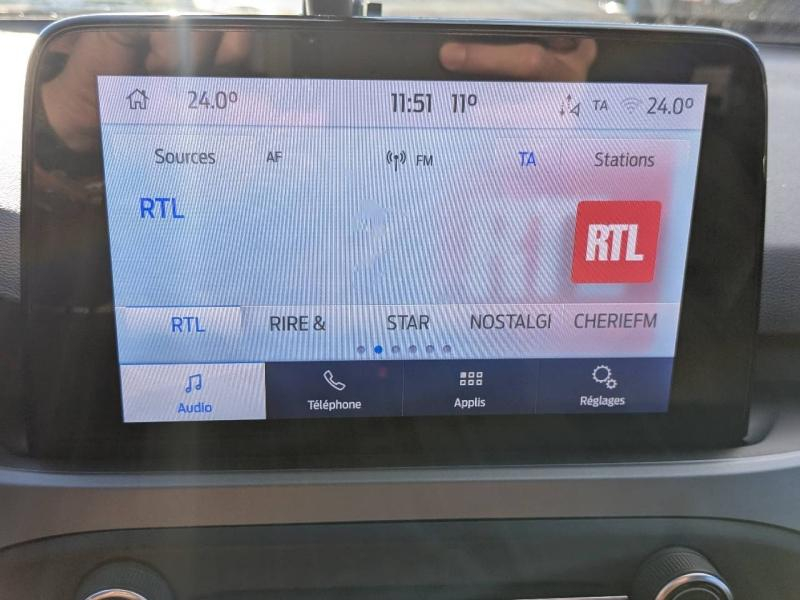 24.0° 11:51 11° TA 24.0°
Sources AF FM TA Stations
RTL
RTL
RTL RIRE & STAR NOSTALGI CHERIEFM
Audio Téléphone Applis Réglages